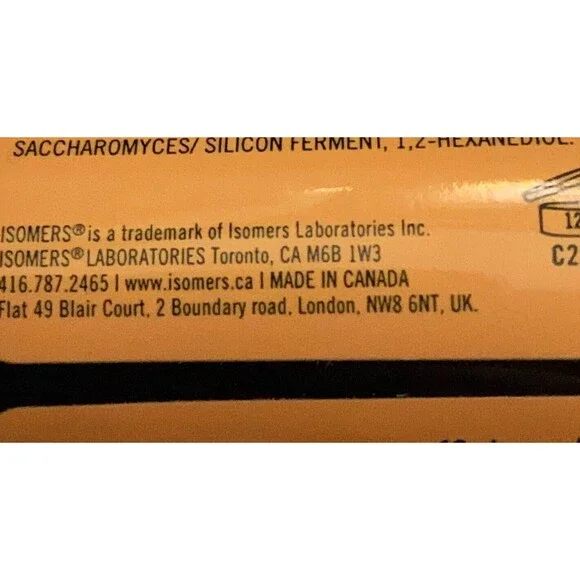 SACCHAROMYCES/ SILICON FERMENT, 1,2-HEXANEDIOL.
ISOMERS® is a trademark of Isomers Laboratories Inc.
ISOMERS® LABORATORIES Toronto, CA M6B 1W3
416.787.2465 | www.isomers.ca | MADE IN CANADA
Flat 49 Blair Court, 2 Boundary road, London, NW8 6NT, UK.
12
C2